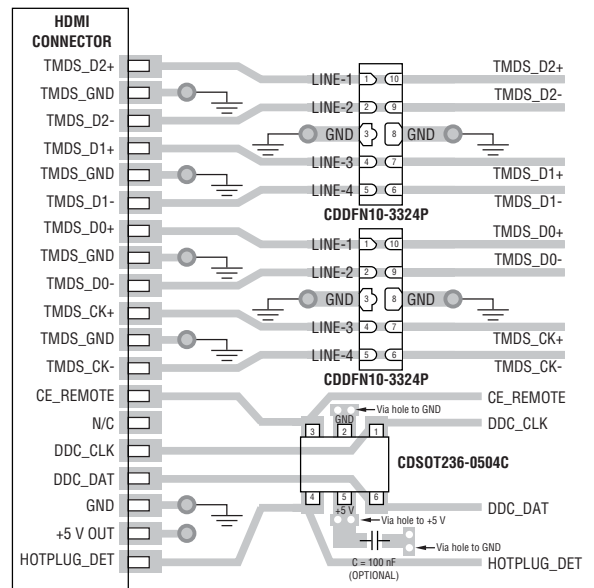 HDMI
CONNECTOR
TMDS_D2+
TMDS_GND
TMDS_D2-
TMDS_D1+
TMDS_GND
TMDS_D1-
TMDS_D0+
TMDS_GND
TMDS_D0-
TMDS_CK+
TMDS_GND
TMDS_CK-
CE_REMOTE
N/C
DDC_CLK
DDC_DAT
GND
+5 V OUT
HOTPLUG_DET
LINE-1 1 10
LINE-2 2 9
GND 3 8 GND
LINE-3 4 7
LINE-4 5 6
CDDFN10-3324P
TMDS_D2+
TMDS_D2-
TMDS_D1+
TMDS_D1-
LINE-1 1 10
LINE-2 2 9
GND 3 8 GND
LINE-3 4 7
LINE-4 5 6
CDDFN10-3324P
TMDS_D0+
TMDS_D0-
TMDS_CK+
TMDS_CK-
CE_REMOTE
Via hole to GND
GND
DDC_CLK
3 2 1
CDSOT236-0504C
4 5 6
+5 V
DDC_DAT
Via hole to +5 V
Via hole to GND
C = 100 nF
(OPTIONAL)
HOTPLUG_DET